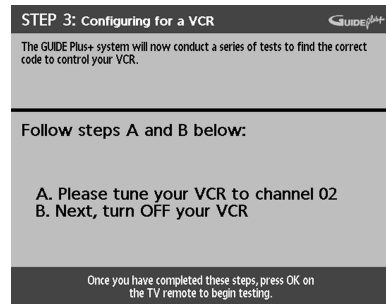 STEP 3: Configuring for a VCR
GUIDE plus+
The GUIDE Plus+ system will now conduct a series of tests to find the correct
code to control your VCR.
Follow steps A and B below:
A. Please tune your VCR to channel 02
B. Next, turn OFF your VCR
Once you have completed these steps, press OK on
the TV remote to begin testing.